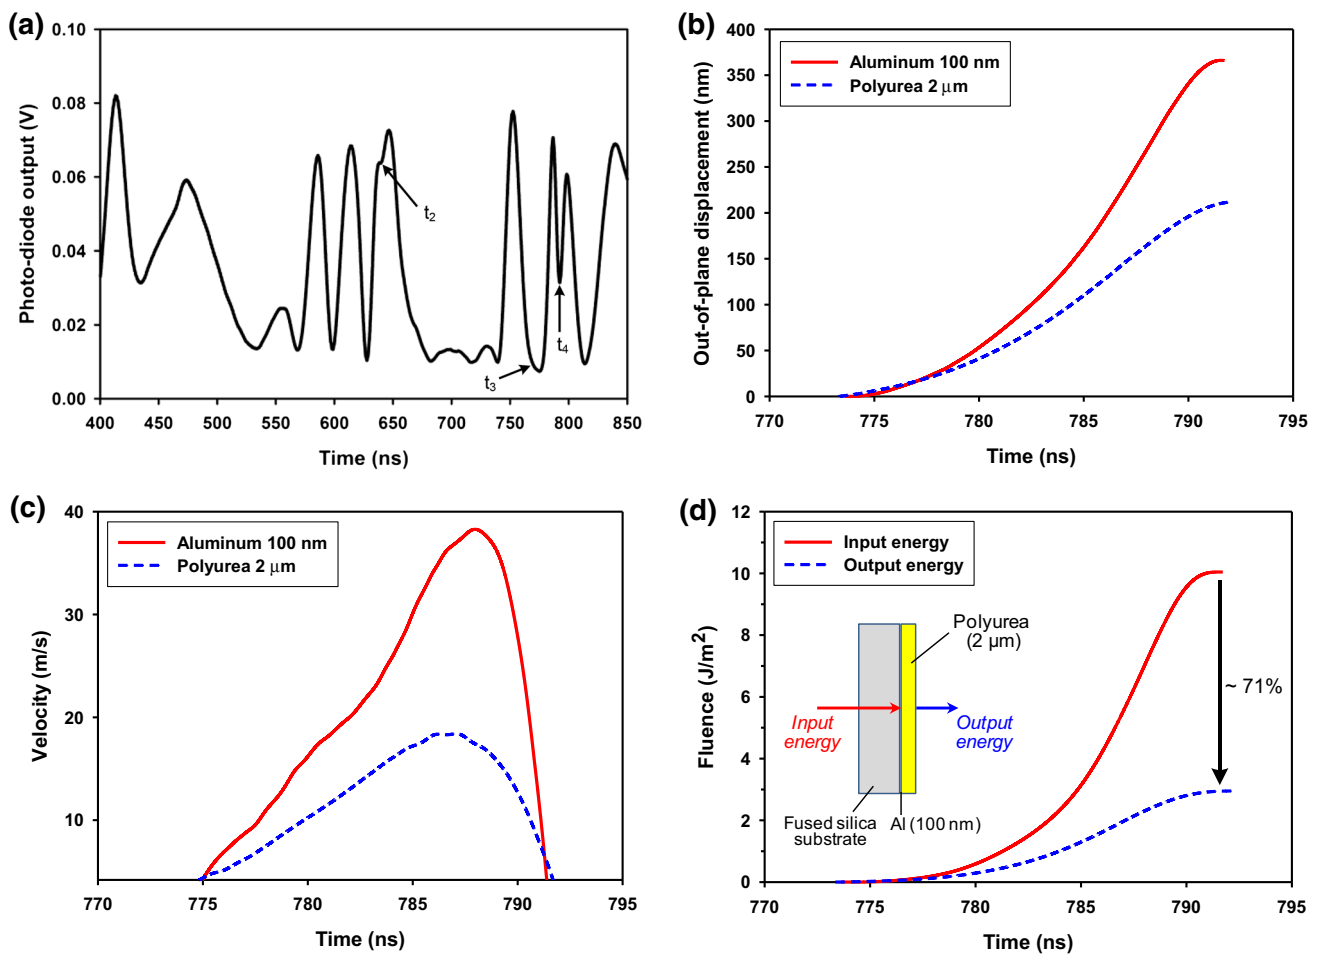 (a)
0.10
0.08
0.06
0.04
0.02
0.00
Photo-diode output (V)
t2
t3
t4
400 450 500 550 600 650 700 750 800 850
Time (ns)
(b)
400
350
300
250
200
150
100
50
0
Out-of-plane displacement (nm)
Aluminum 100 nm
Polyurea 2 μm
770 775 780 785 790 795
Time (ns)
(c)
40
30
20
10
Velocity (m/s)
Aluminum 100 nm
Polyurea 2 μm
770 775 780 785 790 795
Time (ns)
(d)
12
10
8
6
4
2
0
Fluence (J/m²)
Input energy
Output energy
Polyurea
(2 μm)
~ 71%
Input
energy
Output
energy
Fused silica
substrate
Al (100 nm)
770 775 780 785 790 795
Time (ns)